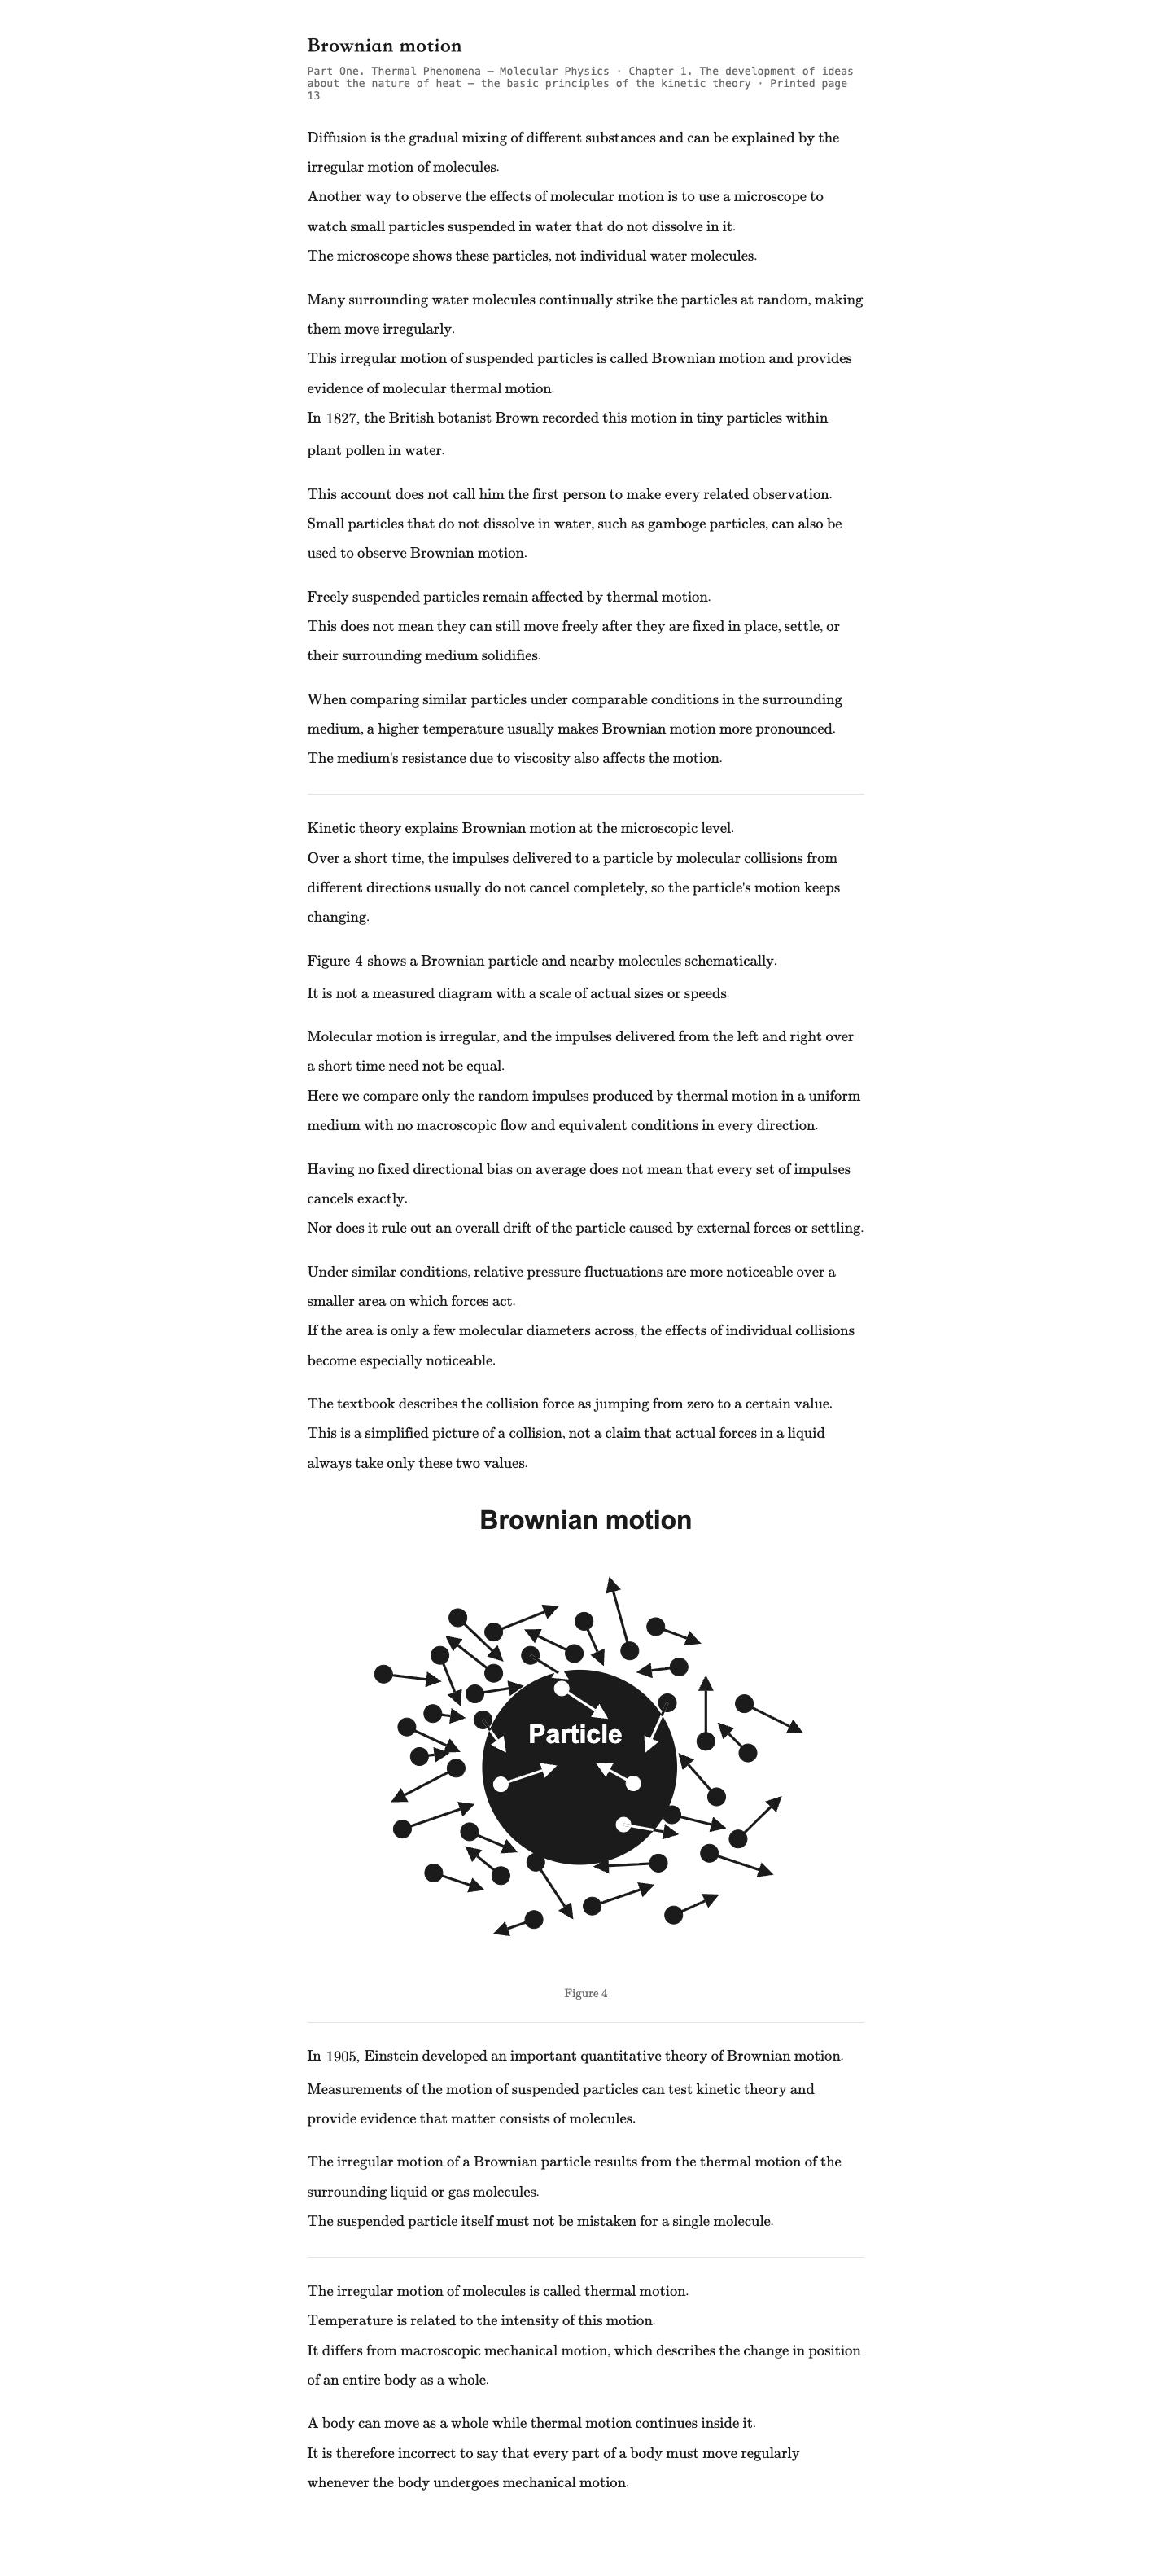 Brownian motion
Part One. Thermal Phenomena — Molecular Physics · Chapter 1. The development of ideas
about the nature of heat — the basic principles of the kinetic theory · Printed page
13
Diffusion is the gradual mixing of different substances and can be explained by the
irregular motion of molecules.
Another way to observe the effects of molecular motion is to use a microscope to
watch small particles suspended in water that do not dissolve in it.
The microscope shows these particles, not individual water molecules.
Many surrounding water molecules continually strike the particles at random, making
them move irregularly.
This irregular motion of suspended particles is called Brownian motion and provides
evidence of molecular thermal motion.
In 1827, the British botanist Brown recorded this motion in tiny particles within
plant pollen in water.
This account does not call him the first person to make every related observation.
Small particles that do not dissolve in water, such as gamboge particles, can also be
used to observe Brownian motion.
Freely suspended particles remain affected by thermal motion.
This does not mean they can still move freely after they are fixed in place, settle, or
their surrounding medium solidifies.
When comparing similar particles under comparable conditions in the surrounding
medium, a higher temperature usually makes Brownian motion more pronounced.
The medium's resistance due to viscosity also affects the motion.
Kinetic theory explains Brownian motion at the microscopic level.
Over a short time, the impulses delivered to a particle by molecular collisions from
different directions usually do not cancel completely, so the particle's motion keeps
changing.
Figure 4 shows a Brownian particle and nearby molecules schematically.
It is not a measured diagram with a scale of actual sizes or speeds.
Molecular motion is irregular, and the impulses delivered from the left and right over
a short time need not be equal.
Here we compare only the random impulses produced by thermal motion in a uniform
medium with no macroscopic flow and equivalent conditions in every direction.
Having no fixed directional bias on average does not mean that every set of impulses
cancels exactly.
Nor does it rule out an overall drift of the particle caused by external forces or settling.
Under similar conditions, relative pressure fluctuations are more noticeable over a
smaller area on which forces act.
If the area is only a few molecular diameters across, the effects of individual collisions
become especially noticeable.
The textbook describes the collision force as jumping from zero to a certain value.
This is a simplified picture of a collision, not a claim that actual forces in a liquid
always take only these two values.
Brownian motion
Particle
Figure 4
In 1905, Einstein developed an important quantitative theory of Brownian motion.
Measurements of the motion of suspended particles can test kinetic theory and
provide evidence that matter consists of molecules.
The irregular motion of a Brownian particle results from the thermal motion of the
surrounding liquid or gas molecules.
The suspended particle itself must not be mistaken for a single molecule.
The irregular motion of molecules is called thermal motion.
Temperature is related to the intensity of this motion.
It differs from macroscopic mechanical motion, which describes the change in position
of an entire body as a whole.
A body can move as a whole while thermal motion continues inside it.
It is therefore incorrect to say that every part of a body must move regularly
whenever the body undergoes mechanical motion.